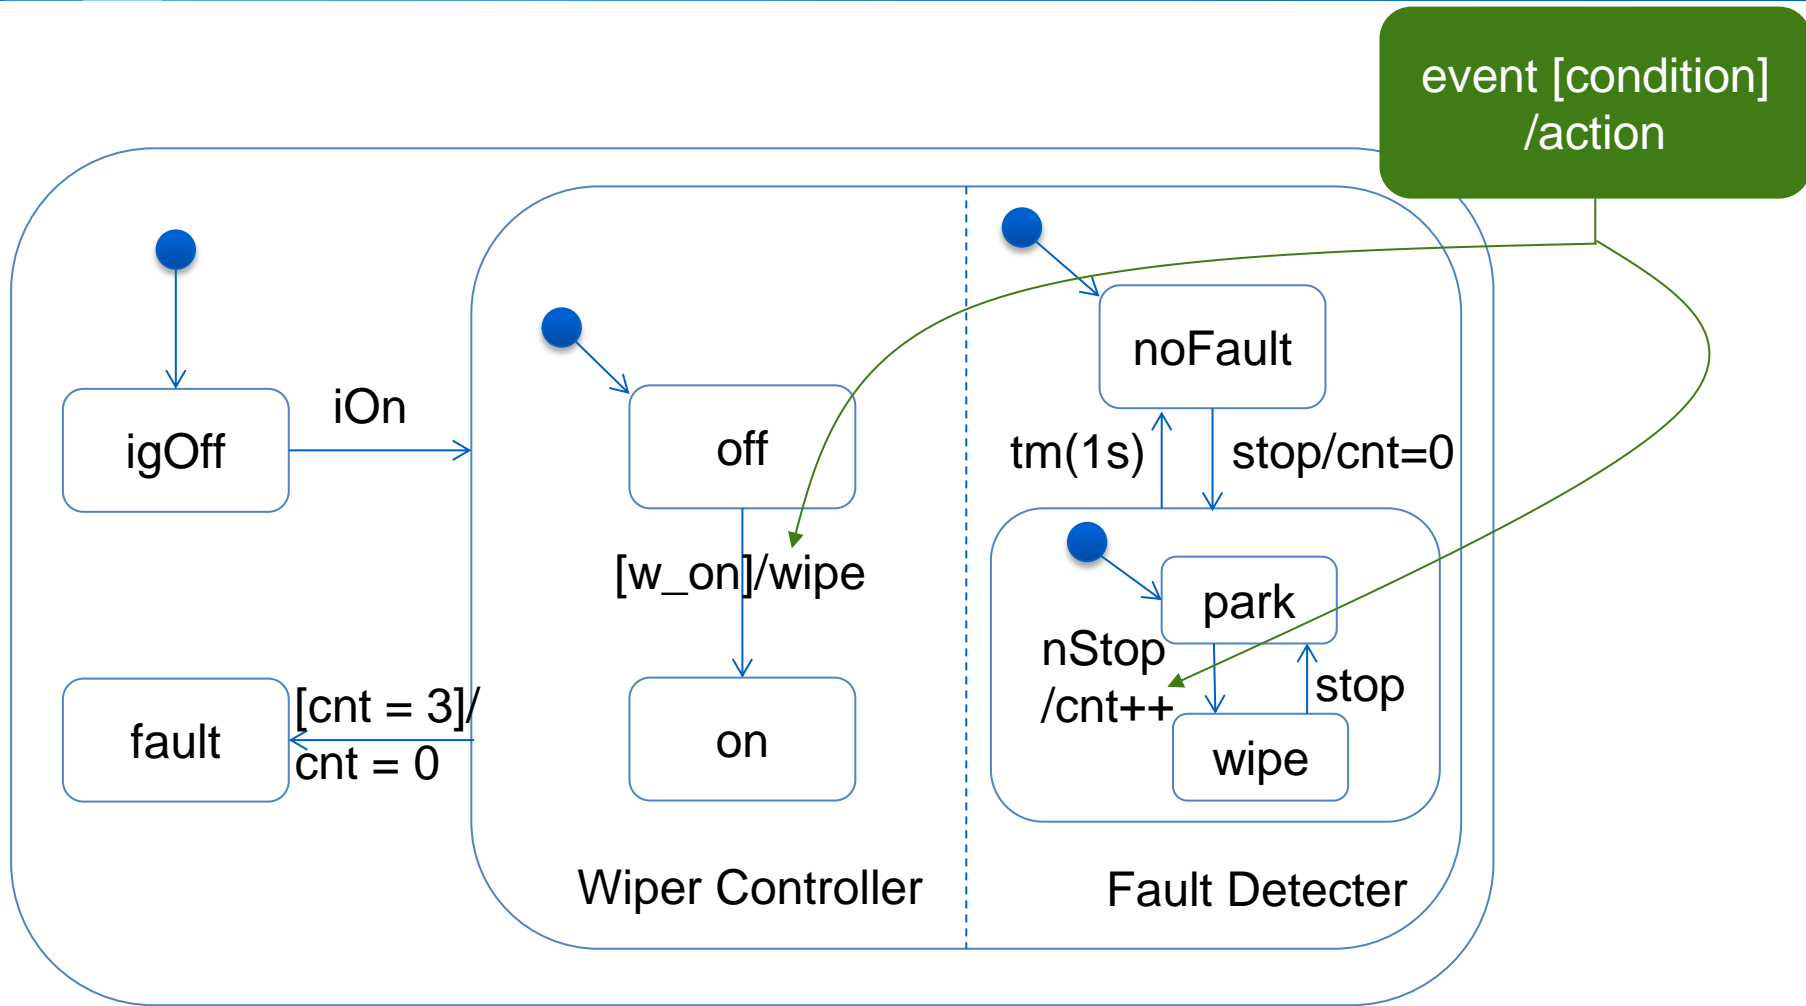 event [condition]
/action
iOn
igOff
off
noFault
tm(1s)
stop/cnt=0
[w_on]/wipe
park
nStop
/cnt++
stop
wipe
fault
[cnt = 3]/
cnt = 0
on
Wiper Controller
Fault Detecter